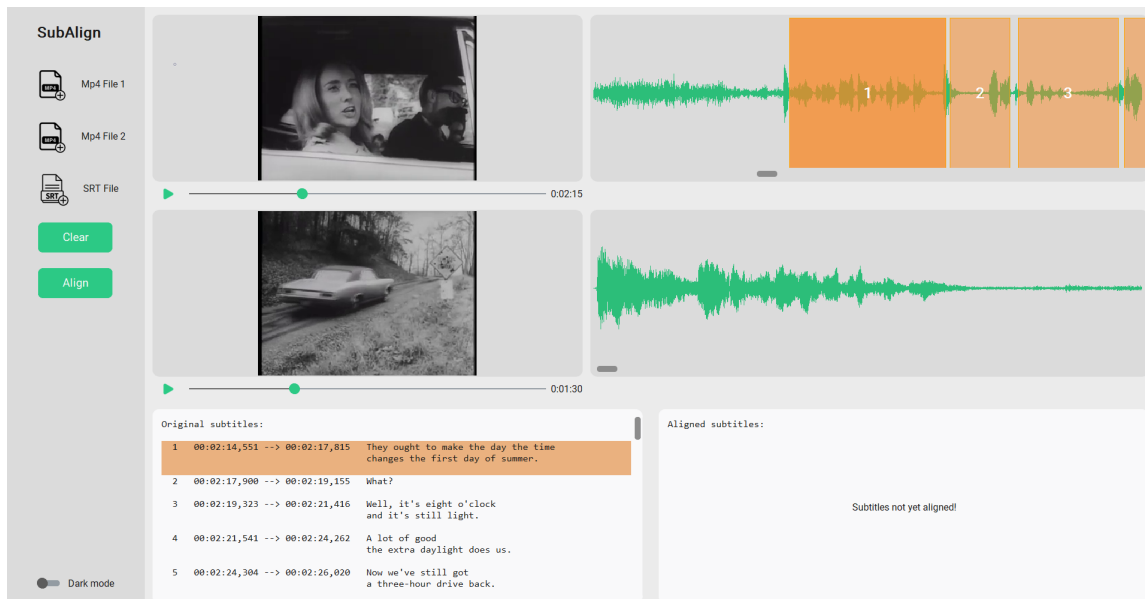 SubAlign
MP4
Mp4 File 1
MP4
Mp4 File 2
SRT
SRT File
Clear
Align
Dark mode
0:02:15
1
2
3
0:01:30
Original subtitles:
1 00:02:14,551 --> 00:02:17,815 They ought to make the day the time
changes the first day of summer.
2 00:02:17,900 --> 00:02:19,155 What?
3 00:02:19,323 --> 00:02:21,416 Well, it's eight o'clock
and it's still light.
4 00:02:21,541 --> 00:02:24,262 A lot of good
the extra daylight does us.
5 00:02:24,304 --> 00:02:26,020 Now we've still got
a three-hour drive back.
Aligned subtitles:
Subtitles not yet aligned!